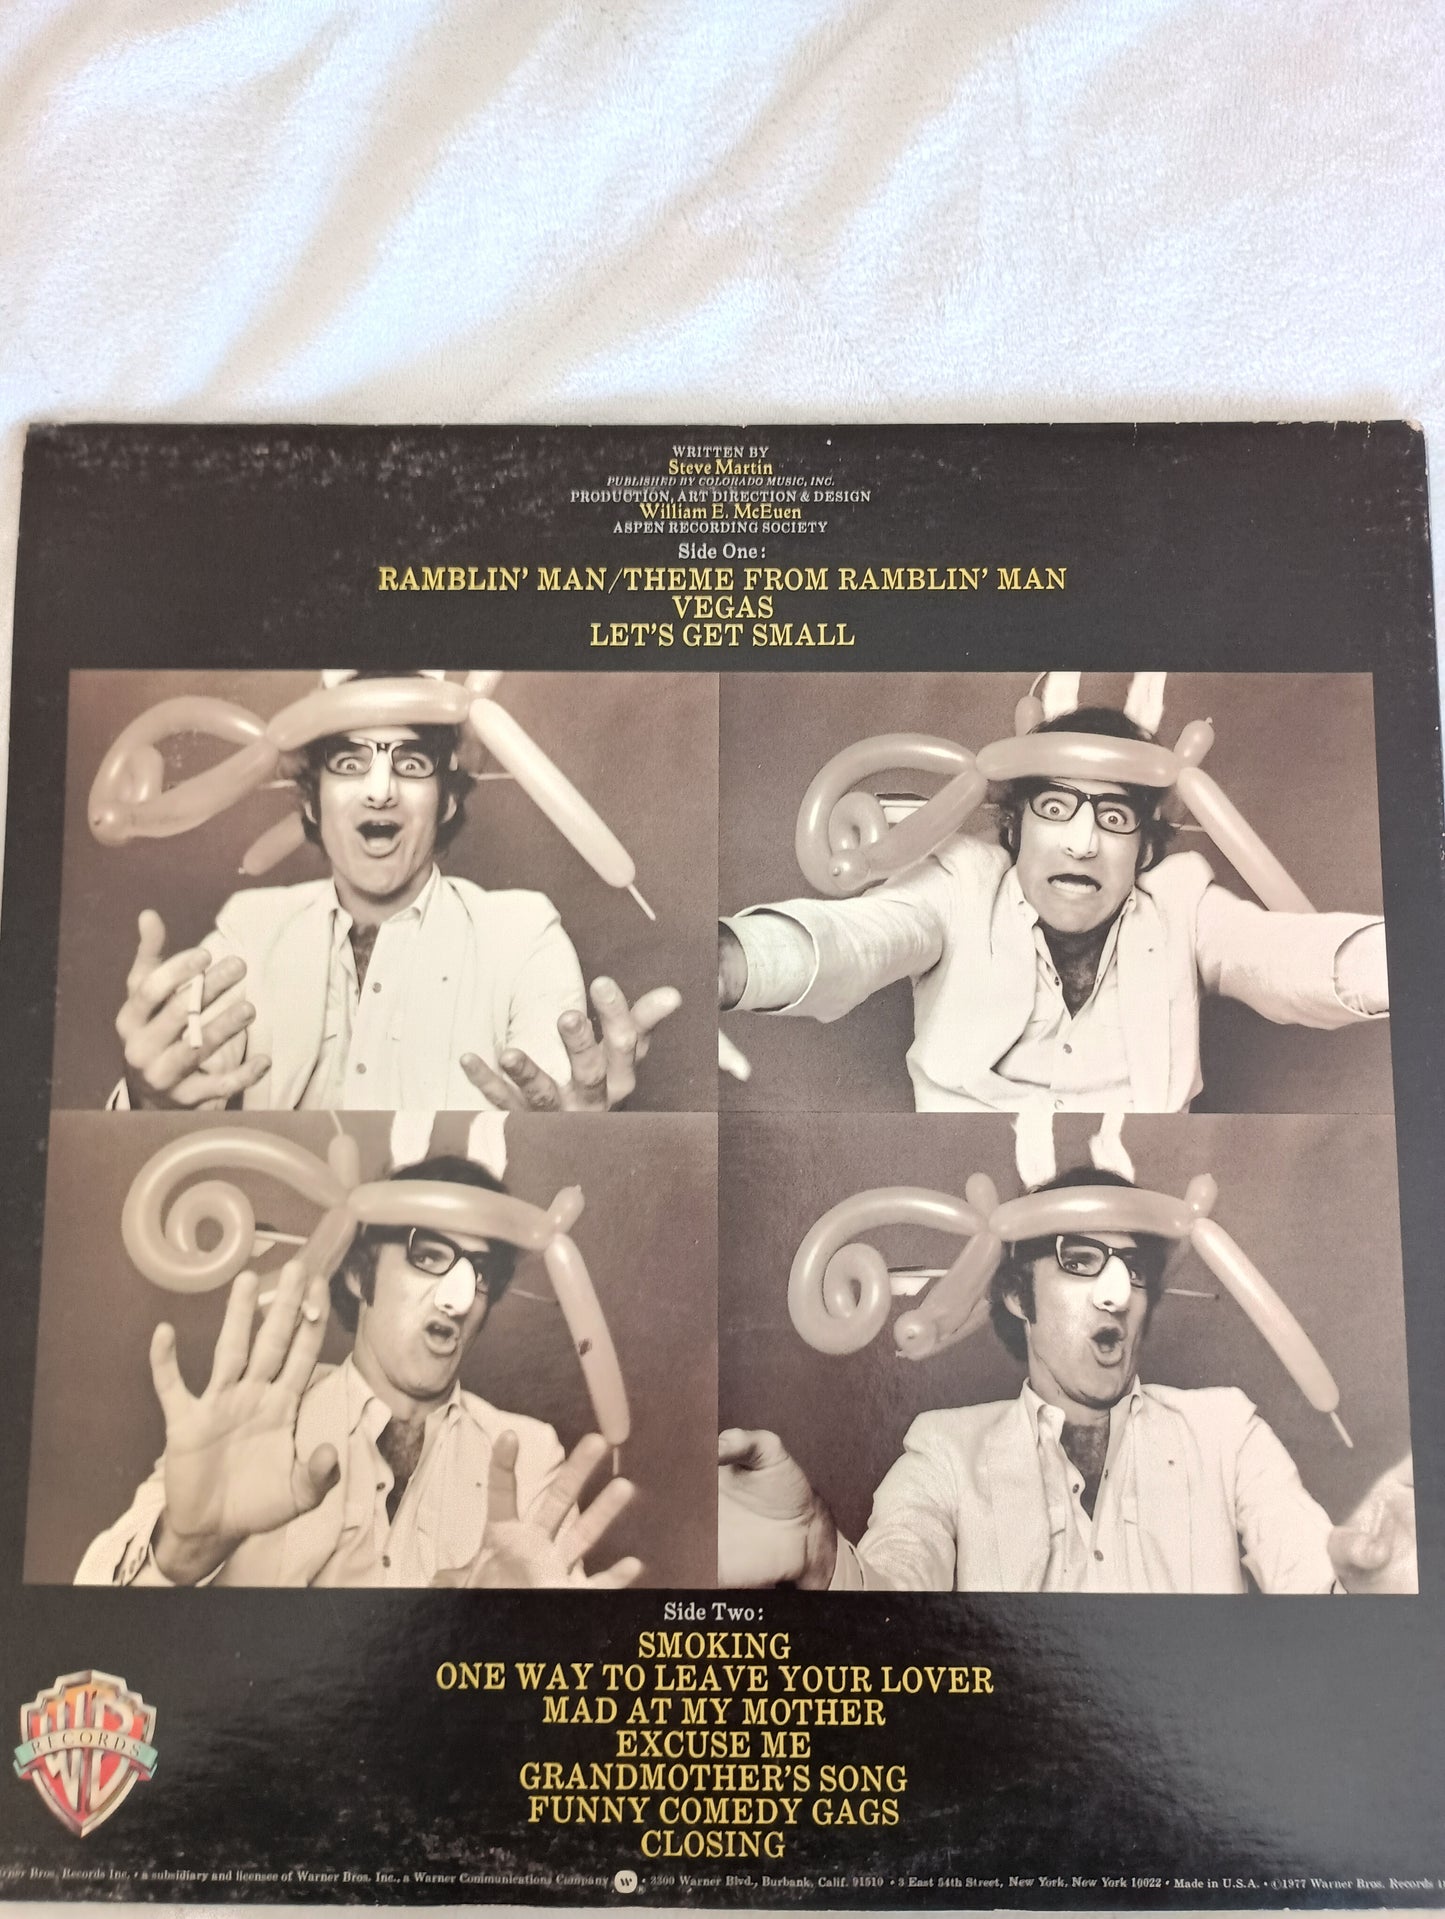 WRITTEN BY
Steve Martin
PUBLISHED BY COLORADO MUSIC, INC.
PRODUCTION, ART DIRECTION & DESIGN
William E. McEuen
ASPEN RECORDING SOCIETY
Side One:
RAMBLIN' MAN/THEME FROM RAMBLIN' MAN
VEGAS
LET'S GET SMALL
Side Two:
SMOKING
ONE WAY TO LEAVE YOUR LOVER
MAD AT MY MOTHER
EXCUSE ME
GRANDMOTHER'S SONG
FUNNY COMEDY GAGS
CLOSING
WB
RECORDS
Bros. Records Inc. • a subsidiary and licensee of Warner Bros. Inc., a Warner Communications Company W • 3300 Warner Blvd., Burbank, Calif. 91510 • 3 East 54th Street, New York, New York 10022 • Made in U.S.A. • ©1977 Warner Bros. Records